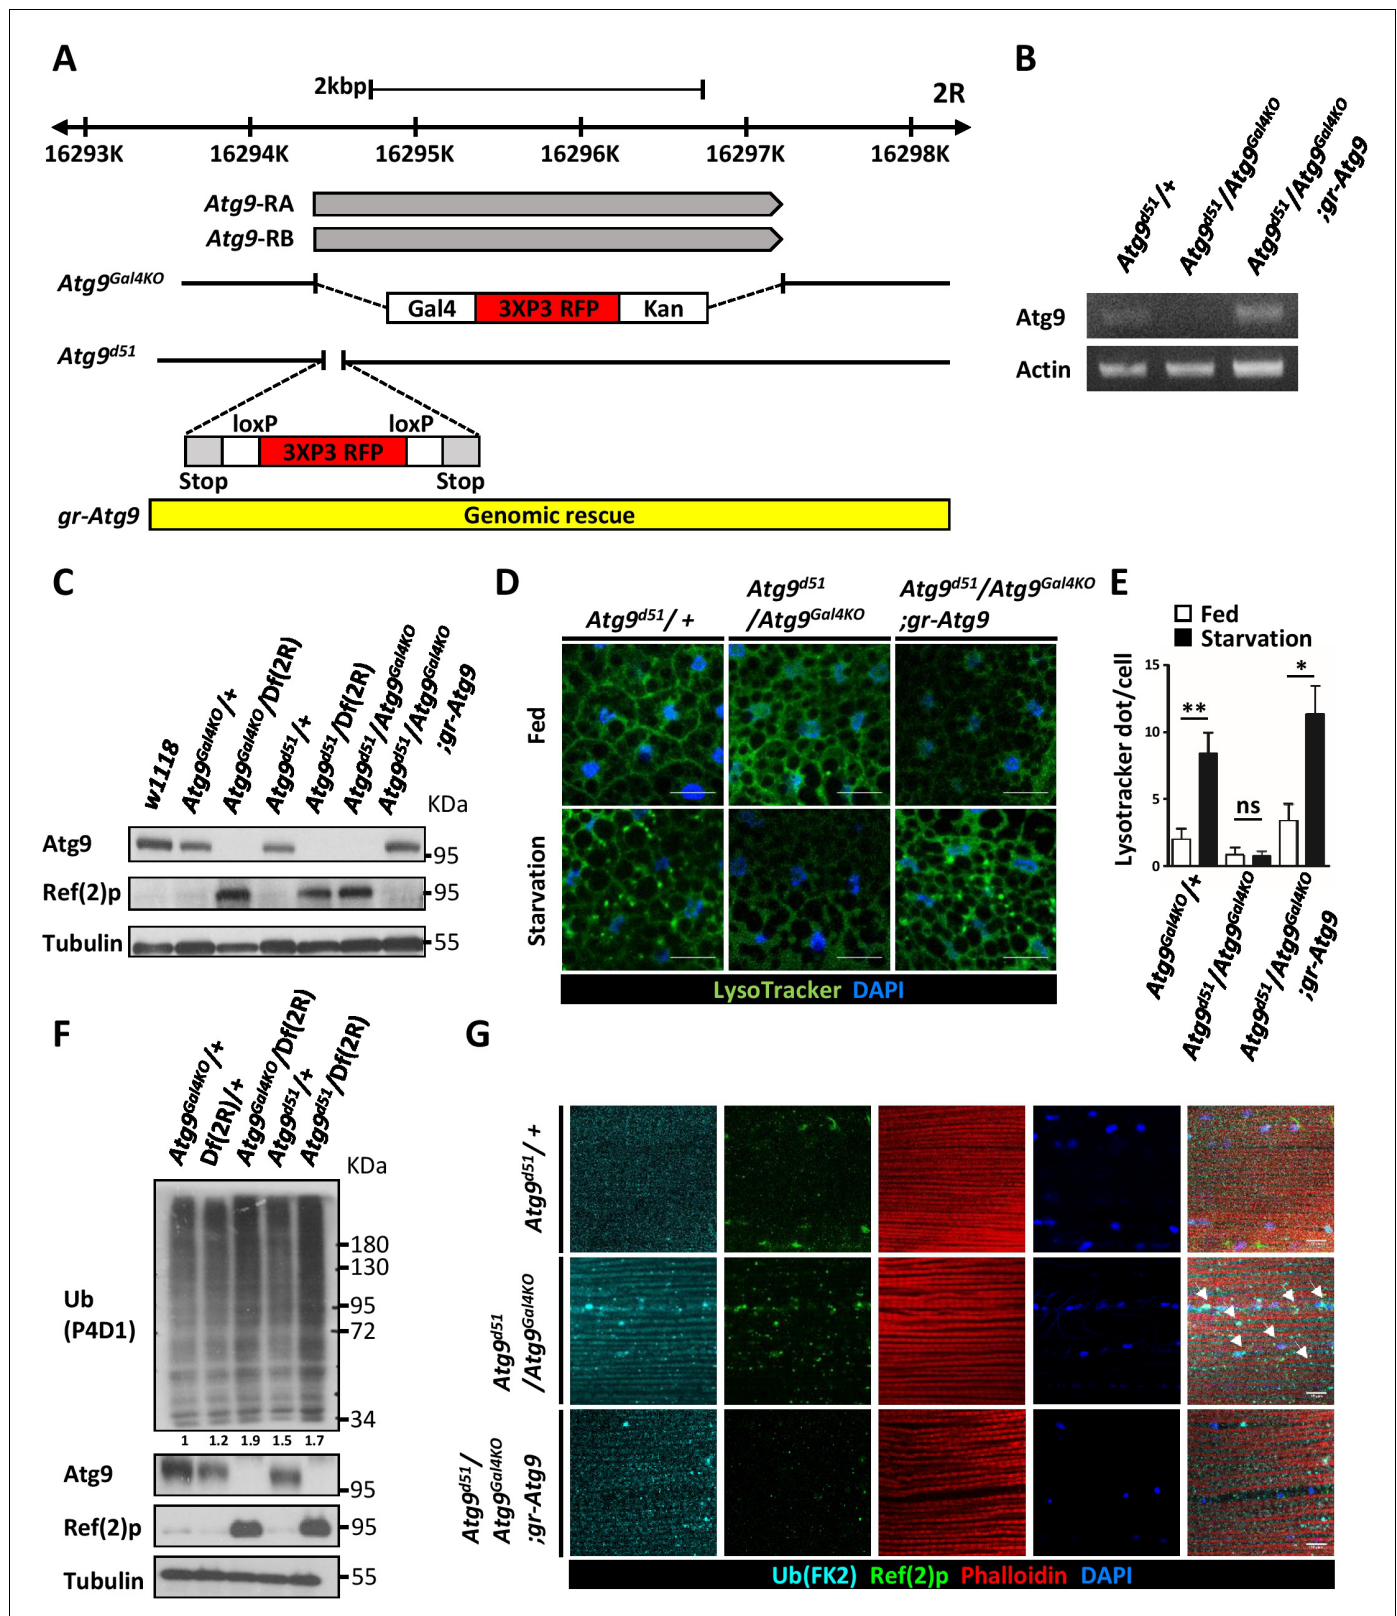 A
2kbp
2R
16293K 16294K 16295K 16296K 16297K 16298K
Atg9-RA
Atg9-RB
Atg9Gal4KO
Gal4 3XP3 RFP Kan
Atg9d51
loxP loxP
3XP3 RFP
Stop Stop
gr-Atg9 Genomic rescue
B
Atg9d51/+
Atg9d51/Atg9Gal4KO
Atg9d51/Atg9Gal4KO
;gr-Atg9
Atg9
Actin
C
w1118
Atg9Gal4KO/+
Atg9Gal4KO/Df(2R)
Atg9d51/+
Atg9d51/Df(2R)
Atg9d51/Atg9Gal4KO
Atg9d51/Atg9Gal4KO
;gr-Atg9
KDa
Atg9 95
Ref(2)p 95
Tubulin 55
D
Atg9d51/+
Atg9d51
/Atg9Gal4KO
Atg9d51/Atg9Gal4KO
;gr-Atg9
Fed
Starvation
LysoTracker DAPI
E
Fed
Starvation
Lysotracker dot/cell
15
10
5
0
**
ns
*
Atg9Gal4KO/+
Atg9d51/Atg9Gal4KO
Atg9d51/Atg9Gal4KO
;gr-Atg9
F
Atg9Gal4KO/+
Df(2R)/+
Atg9Gal4KO/Df(2R)
Atg9d51/+
Atg9d51/Df(2R)
KDa
Ub
(P4D1)
180
130
95
72
34
1 1.2 1.9 1.5 1.7
Atg9 95
Ref(2)p 95
Tubulin 55
G
Atg9d51/+
Atg9d51
/Atg9Gal4KO
Atg9d51/
Atg9Gal4KO
;gr-Atg9
Ub(FK2) Ref(2)p Phalloidin DAPI